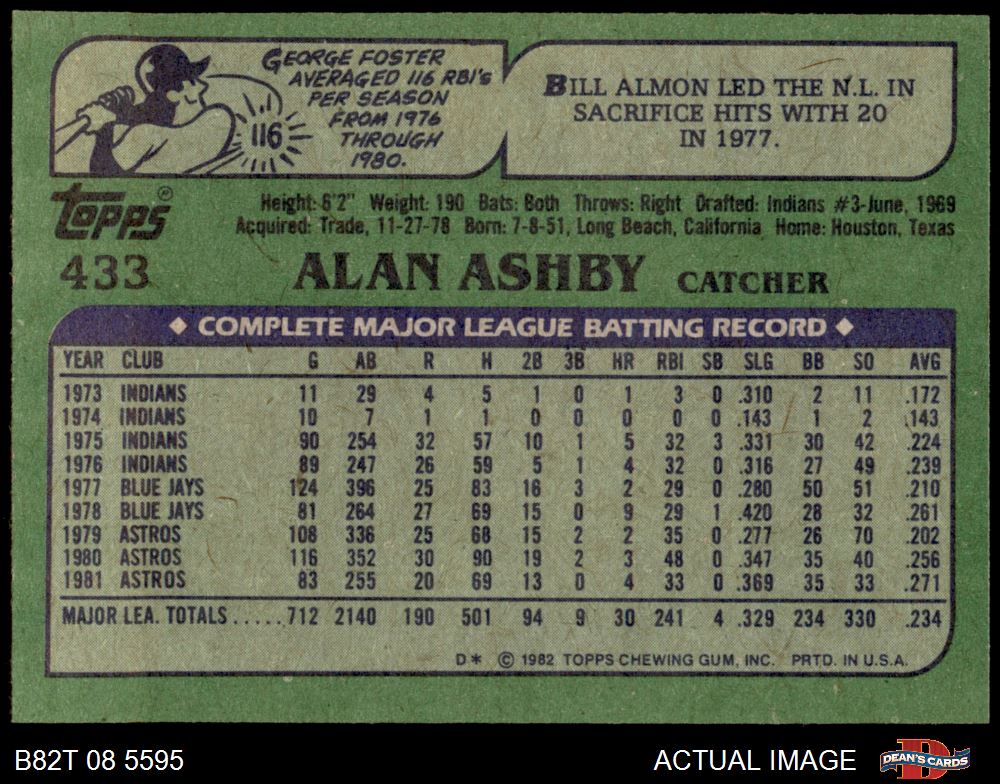 GEORGE FOSTER
AVERAGED 116 RBI's
PER SEASON
FROM 1976
THROUGH
1980.
116
BILL ALMON LED THE N.L. IN
SACRIFICE HITS WITH 20
IN 1977.
TOPPS®
Height: 6'2" Weight: 190 Bats: Both Throws: Right Drafted: Indians #3-June, 1969
Acquired: Trade, 11-27-78 Born: 7-8-51, Long Beach, California Home: Houston, Texas
433 ALAN ASHBY CATCHER
◆ COMPLETE MAJOR LEAGUE BATTING RECORD ◆
YEAR CLUB G AB R H 2B 3B HR RBI SB SLG BB SO AVG
1973 INDIANS 11 29 4 5 1 0 1 3 0 .310 2 11 .172
1974 INDIANS 10 7 1 1 0 0 0 0 0 .143 1 2 .143
1975 INDIANS 90 254 32 57 10 1 5 32 3 .331 30 42 .224
1976 INDIANS 89 247 26 59 5 1 4 32 0 .316 27 49 .239
1977 BLUE JAYS 124 396 25 83 16 3 2 29 0 .280 50 51 .210
1978 BLUE JAYS 81 264 27 69 15 0 9 29 1 .420 28 32 .261
1979 ASTROS 108 336 25 68 15 2 2 35 0 .277 26 70 .202
1980 ASTROS 116 352 30 90 19 2 3 48 0 .347 35 40 .256
1981 ASTROS 83 255 20 69 13 0 4 33 0 .369 35 33 .271
MAJOR LEA. TOTALS.....712 2140 190 501 94 9 30 241 4 .329 234 330 .234
D* © 1982 TOPPS CHEWING GUM, INC. PRTD. IN U.S.A.
B82T 08 5595 ACTUAL IMAGE DEAN'S CARDS